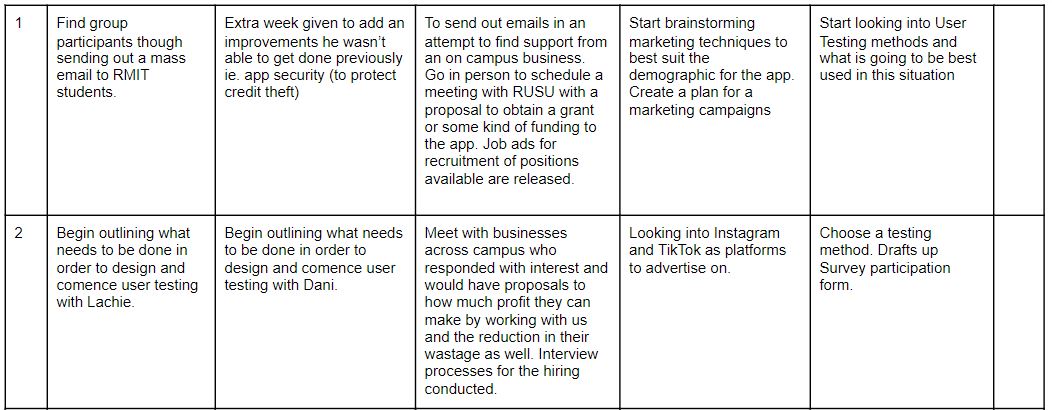 1
Find group
participants though
sending out a mass
email to RMIT
students.
Extra week given to add an
improvements he wasn't
able to get done previously
ie. app security (to protect
credit theft)
To send out emails in an
attempt to find support from
an on campus business.
Go in person to schedule a
meeting with RUSU with a
proposal to obtain a grant
or some kind of funding to
the app. Job ads for
recruitment of positions
available are released.
Start brainstorming
marketing techniques to
best suit the
demographic for the app.
Create a plan for a
marketing campaigns
Start looking into User
Testing methods and
what is going to be best
used in this situation
2
Begin outlining what
needs to be done in
order to design and
comence user testing
with Lachie.
Begin outlining what needs
to be done in order to
design and comence user
testing with Dani.
Meet with businesses
across campus who
responded with interest and
would have proposals to
how much profit they can
make by working with us
and the reduction in their
wastage as well. Interview
processes for the hiring
conducted.
Looking into Instagram
and TikTok as platforms
to advertise on.
Choose a testing
method. Drafts up
Survey participation
form.